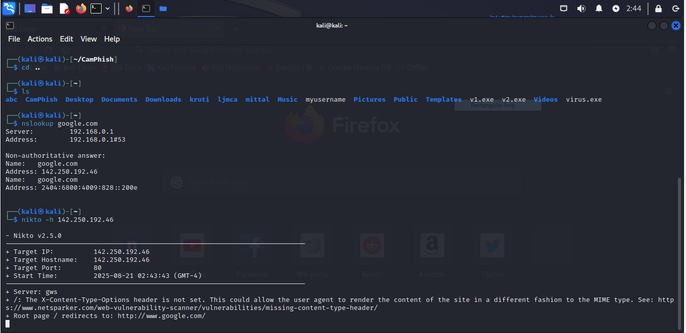 2:44
kali@kali: ~
File Actions Edit View Help
┌──(kali㉿kali)-[~/CamPhish]
└─$ cd ..
┌──(kali㉿kali)-[~]
└─$ ls
abc CamPhish Desktop Documents Downloads kruti ljmca mittal Music myusername Pictures Public Templates v1.exe v2.exe Videos virus.exe
┌──(kali㉿kali)-[~]
└─$ nslookup google.com
Server: 192.168.0.1
Address: 192.168.0.1#53
Non-authoritative answer:
Name: google.com
Address: 142.250.192.46
Name: google.com
Address: 2404:6800:4009:828::200e
Firefox
┌──(kali㉿kali)-[~]
└─$ nikto -h 142.250.192.46
- Nikto v2.5.0
+ Target IP: 142.250.192.46
+ Target Hostname: 142.250.192.46
+ Target Port: 80
+ Start Time: 2025-08-21 02:43:43 (GMT-4)
+ Server: gws
+ /: The X-Content-Type-Options header is not set. This could allow the user agent to render the content of the site in a different fashion to the MIME type. See: http
s://www.netsparker.com/web-vulnerability-scanner/vulnerabilities/missing-content-type-header/
+ Root page / redirects to: http://www.google.com/